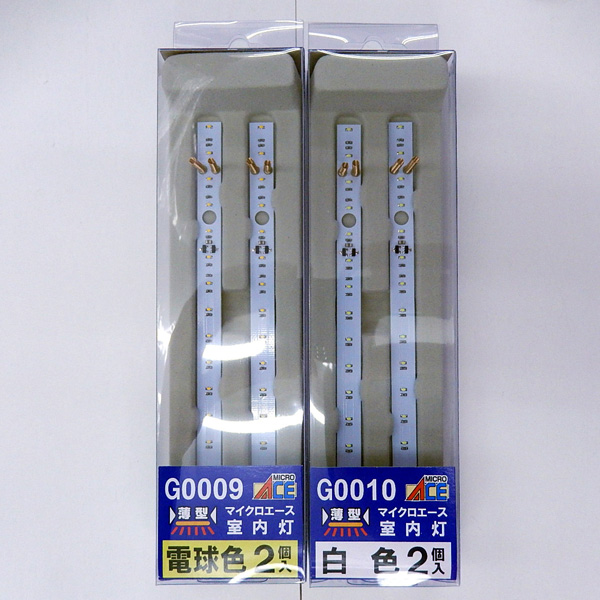 G0009 MICRO ACE
薄型 マイクロエース
室内灯
電球色 2個入
G0010 MICRO ACE
薄型 マイクロエース
室内灯
白色 2個入